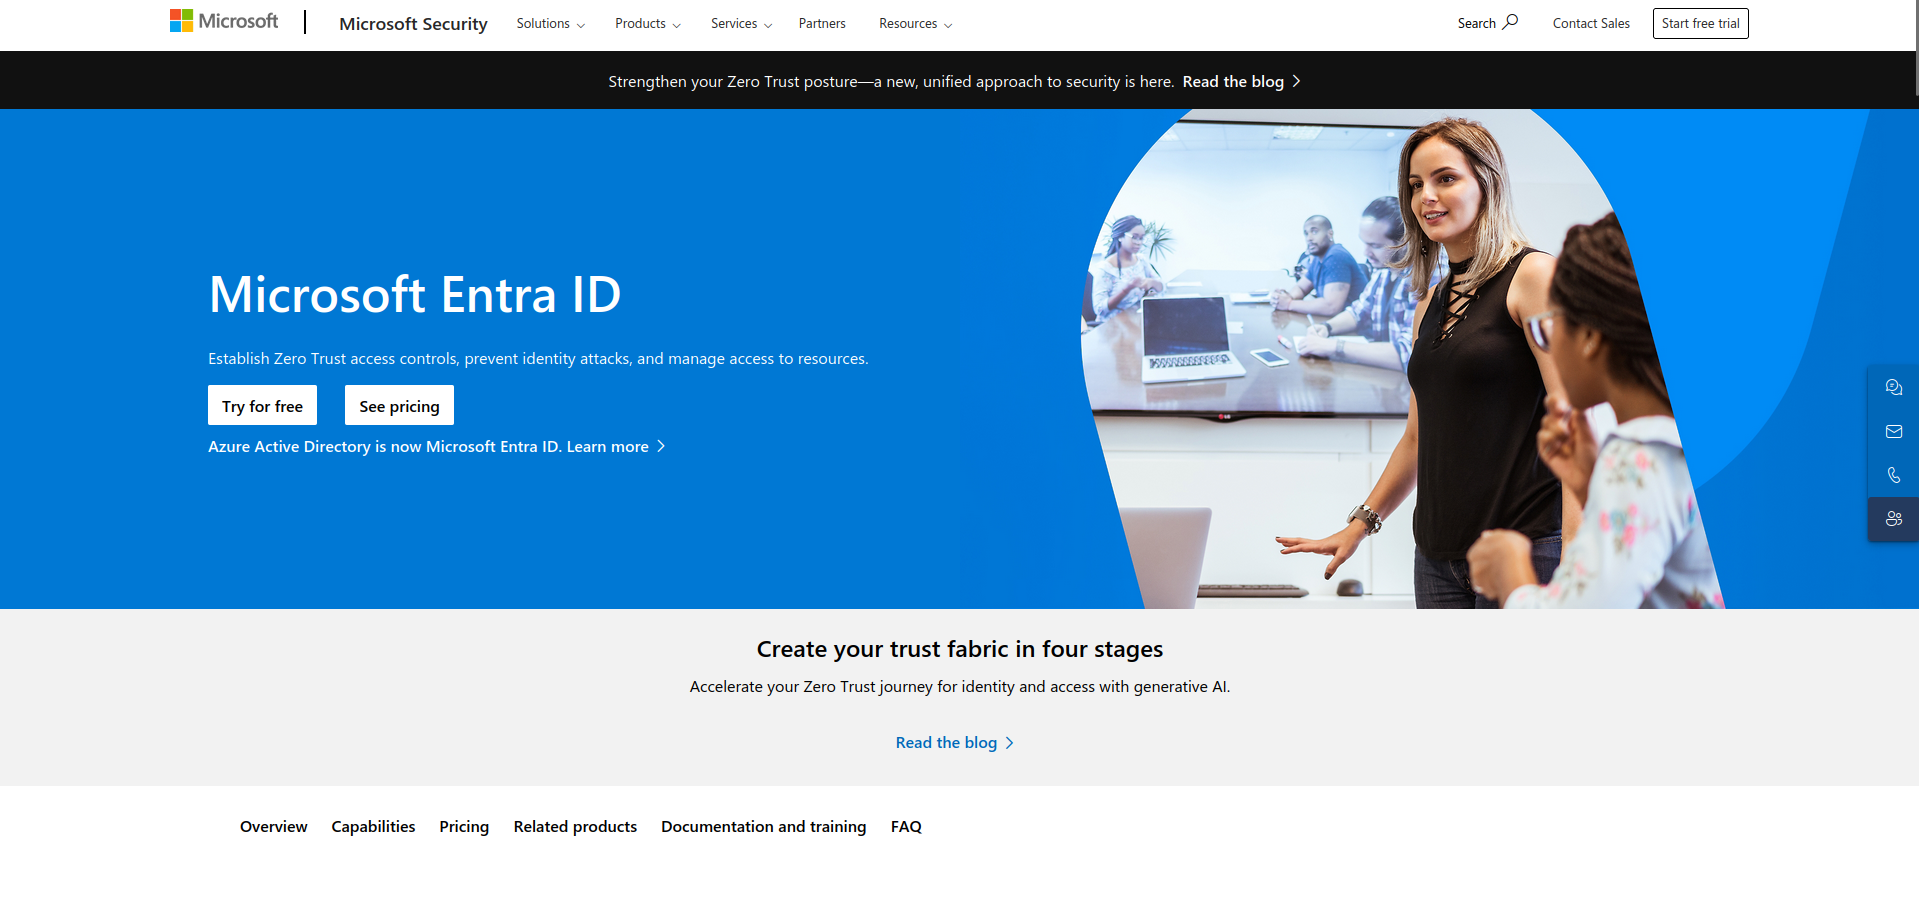 Microsoft
Microsoft Security
Solutions
Products
Services
Partners
Resources
Search
Contact Sales
Start free trial
Strengthen your Zero Trust posture—a new, unified approach to security is here. Read the blog
Microsoft Entra ID
Establish Zero Trust access controls, prevent identity attacks, and manage access to resources.
Try for free
See pricing
Azure Active Directory is now Microsoft Entra ID. Learn more
LG
Create your trust fabric in four stages
Accelerate your Zero Trust journey for identity and access with generative AI.
Read the blog
Overview
Capabilities
Pricing
Related products
Documentation and training
FAQ